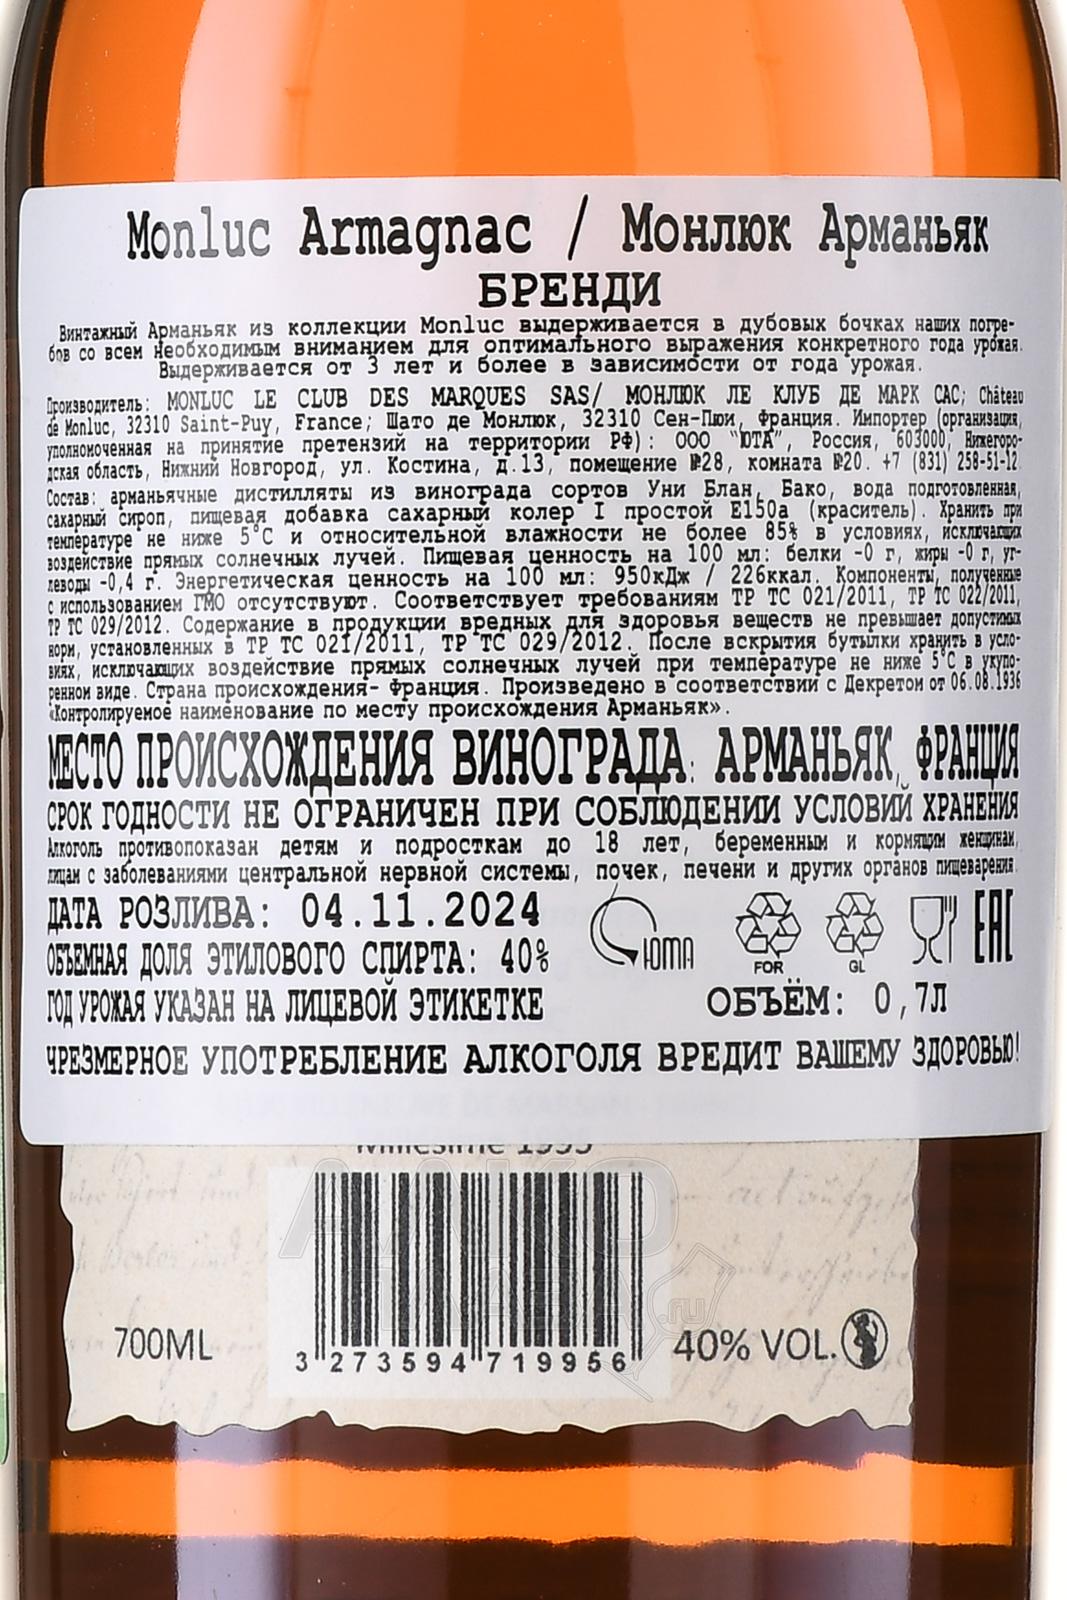 Monluc Armagnac / Монлюк Арманьяк
БРЕНДИ
Винтажный Арманьяк из коллекции Monluc выдерживается в дубовых бочках наших погре-
бов со всем необходимым вниманием для оптимального выражения конкретного года урожая.
Выдерживается от 3 лет и более в зависимости от года урожая.
Производитель: MONLUC LE CLUB DES MARQUES SAS/ МОНЛЮК ЛЕ КЛУБ ДЕ МАРК САС; Château
de Monluc, 32310 Saint-Puy, France; Шато де Монлюк, 32310 Сен-Пюи, Франция. Импортер (организация,
уполномоченная на принятие претензий на территории РФ): ООО "ЮТА", Россия, 603000, Нижегоро-
дская область, Нижний Новгород, ул. Костина, д.13, помещение №28, комната №20. +7 (831) 258-51-12
Состав: арманьячные дистилляты из винограда сортов Уни Блан, Бако, вода подготовленная,
сахарный сироп, пищевая добавка сахарный колер I простой Е150а (краситель). Хранить при
температуре не ниже 5°С и относительной влажности не более 85% в условиях, исключающих
воздействие прямых солнечных лучей. Пищевая ценность на 100 мл: белки -0 г, жиры -0 г, уг-
леводы -0,4 г. Энергетическая ценность на 100 мл: 950кДж / 226ккал. Компоненты, полученные
с использованием ГМО отсутствуют. Соответствует требованиям ТР ТС 021/2011, ТР ТС 022/2011,
ТР ТС 029/2012. Содержание в продукции вредных для здоровья веществ не превышает допустимых
норм, установленных в ТР ТС 021/2011, ТР ТС 029/2012. После вскрытия бутылки хранить в усло-
виях, исключающих воздействие прямых солнечных лучей при температуре не ниже 5°С в укупо-
ренном виде. Страна происхождения- Франция. Произведено в соответствии с Декретом от 06.08.1936
«Контролируемое наименование по месту происхождения Арманьяк».
МЕСТО ПРОИСХОЖДЕНИЯ ВИНОГРАДА: АРМАНЬЯК, ФРАНЦИЯ
СРОК ГОДНОСТИ НЕ ОГРАНИЧЕН ПРИ СОБЛЮДЕНИИ УСЛОВИЙ ХРАНЕНИЯ
Алкоголь противопоказан детям и подросткам до 18 лет, беременным и кормящим женщинам,
лицам с заболеваниями центральной нервной системы, почек, печени и других органов пищеварения.
ДАТА РОЗЛИВА: 04.11.2024
ЮТА
FOR
GL
EAC
ОБЪЕМНАЯ ДОЛЯ ЭТИЛОВОГО СПИРТА: 40%
ГОД УРОЖАЯ УКАЗАН НА ЛИЦЕВОЙ ЭТИКЕТКЕ ОБЪЁМ: 0,7Л
ЧРЕЗМЕРНОЕ УПОТРЕБЛЕНИЕ АЛКОГОЛЯ ВРЕДИТ ВАШЕМУ ЗДОРОВЬЮ!
Millésime 1995
АЛКО
ПЛАЗА.ru
700ML 3 273594 719956 40% VOL.